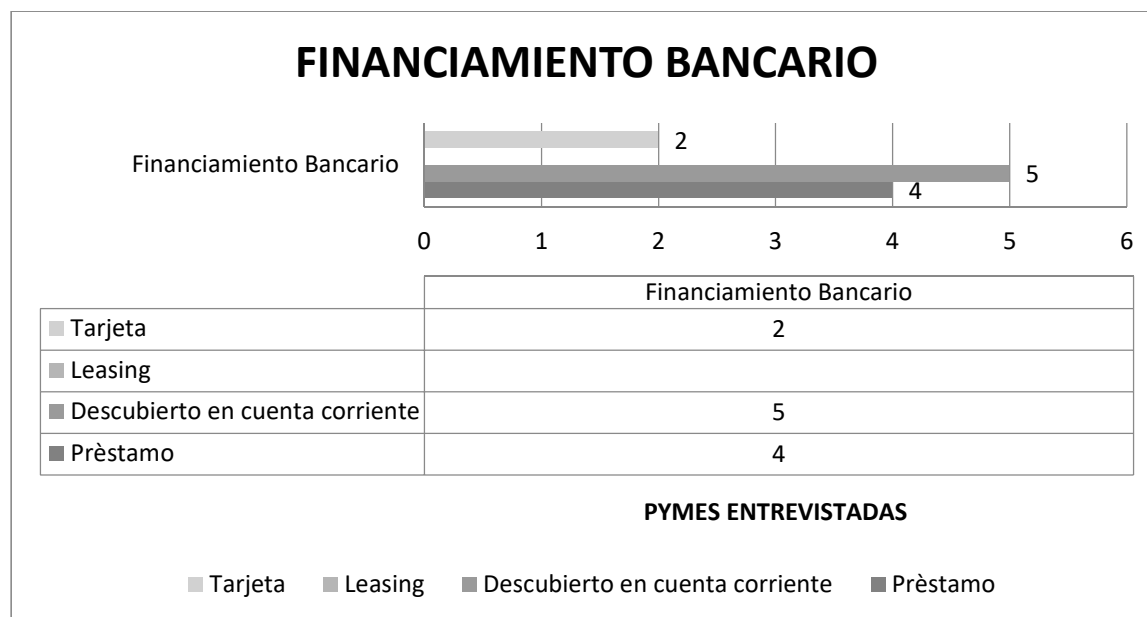 FINANCIAMIENTO BANCARIO
2
Financiamiento Bancario
5
4
0 1 2 3 4 5 6
Financiamiento Bancario
Tarjeta 2
Leasing
Descubierto en cuenta corriente 5
Prèstamo 4
PYMES ENTREVISTADAS
Tarjeta Leasing Descubierto en cuenta corriente Prèstamo